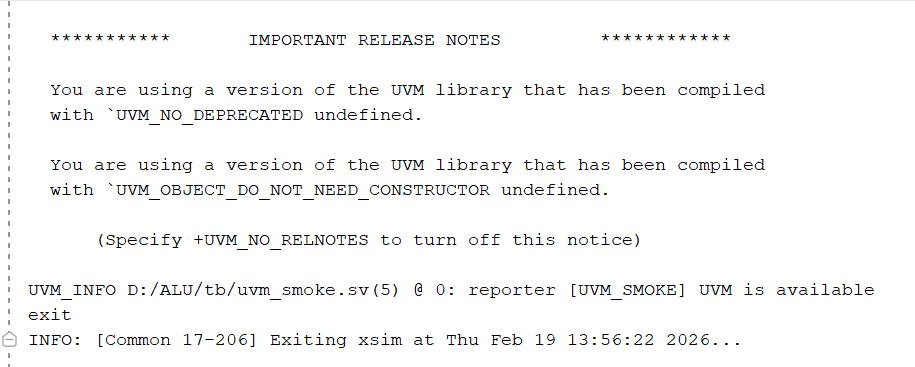 *********** IMPORTANT RELEASE NOTES ************
You are using a version of the UVM library that has been compiled
with `UVM_NO_DEPRECATED undefined.
You are using a version of the UVM library that has been compiled
with `UVM_OBJECT_DO_NOT_NEED_CONSTRUCTOR undefined.
(Specify +UVM_NO_RELNOTES to turn off this notice)
UVM_INFO D:/ALU/tb/uvm_smoke.sv(5) @ 0: reporter [UVM_SMOKE] UVM is available
exit
INFO: [Common 17-206] Exiting xsim at Thu Feb 19 13:56:22 2026...